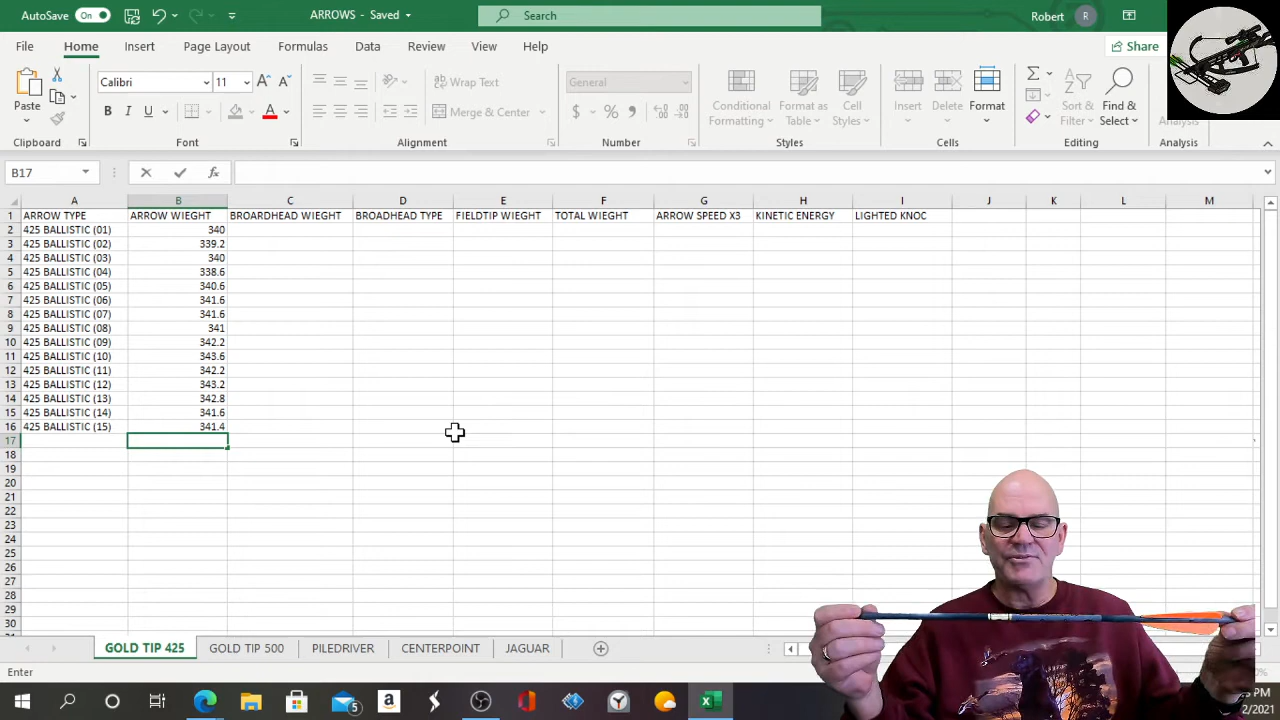 AutoSave On ARROWS - Saved Search Robert R
File Home Insert Page Layout Formulas Data Review View Help Share
Paste Calibri 11 Wrap Text General Conditional Formatting Format as Table Cell Styles Insert Delete Format Sort & Filter Find & Select
B I U A Merge & Center $ %
Clipboard Font Alignment Number Styles Cells Editing Analysis
B17 fx
A B C D E F G H I J K L M
1 ARROW TYPE ARROW WIEGHT BROARDHEAD WIEGHT BROADHEAD TYPE FIELDTIP WIEGHT TOTAL WIEGHT ARROW SPEED X3 KINETIC ENERGY LIGHTED KNOC
2 425 BALLISTIC (01) 340
3 425 BALLISTIC (02) 339.2
4 425 BALLISTIC (03) 340
5 425 BALLISTIC (04) 338.6
6 425 BALLISTIC (05) 340.6
7 425 BALLISTIC (06) 341.6
8 425 BALLISTIC (07) 341.6
9 425 BALLISTIC (08) 341
10 425 BALLISTIC (09) 342.2
11 425 BALLISTIC (10) 343.6
12 425 BALLISTIC (11) 342.2
13 425 BALLISTIC (12) 343.2
14 425 BALLISTIC (13) 342.8
15 425 BALLISTIC (14) 341.6
16 425 BALLISTIC (15) 341.4
17
18
19
20
21
22
23
24
25
26
27
28
29
30
GOLD TIP 425 GOLD TIP 500 PILEDRIVER CENTERPOINT JAGUAR
Enter
5 PM
2/2021